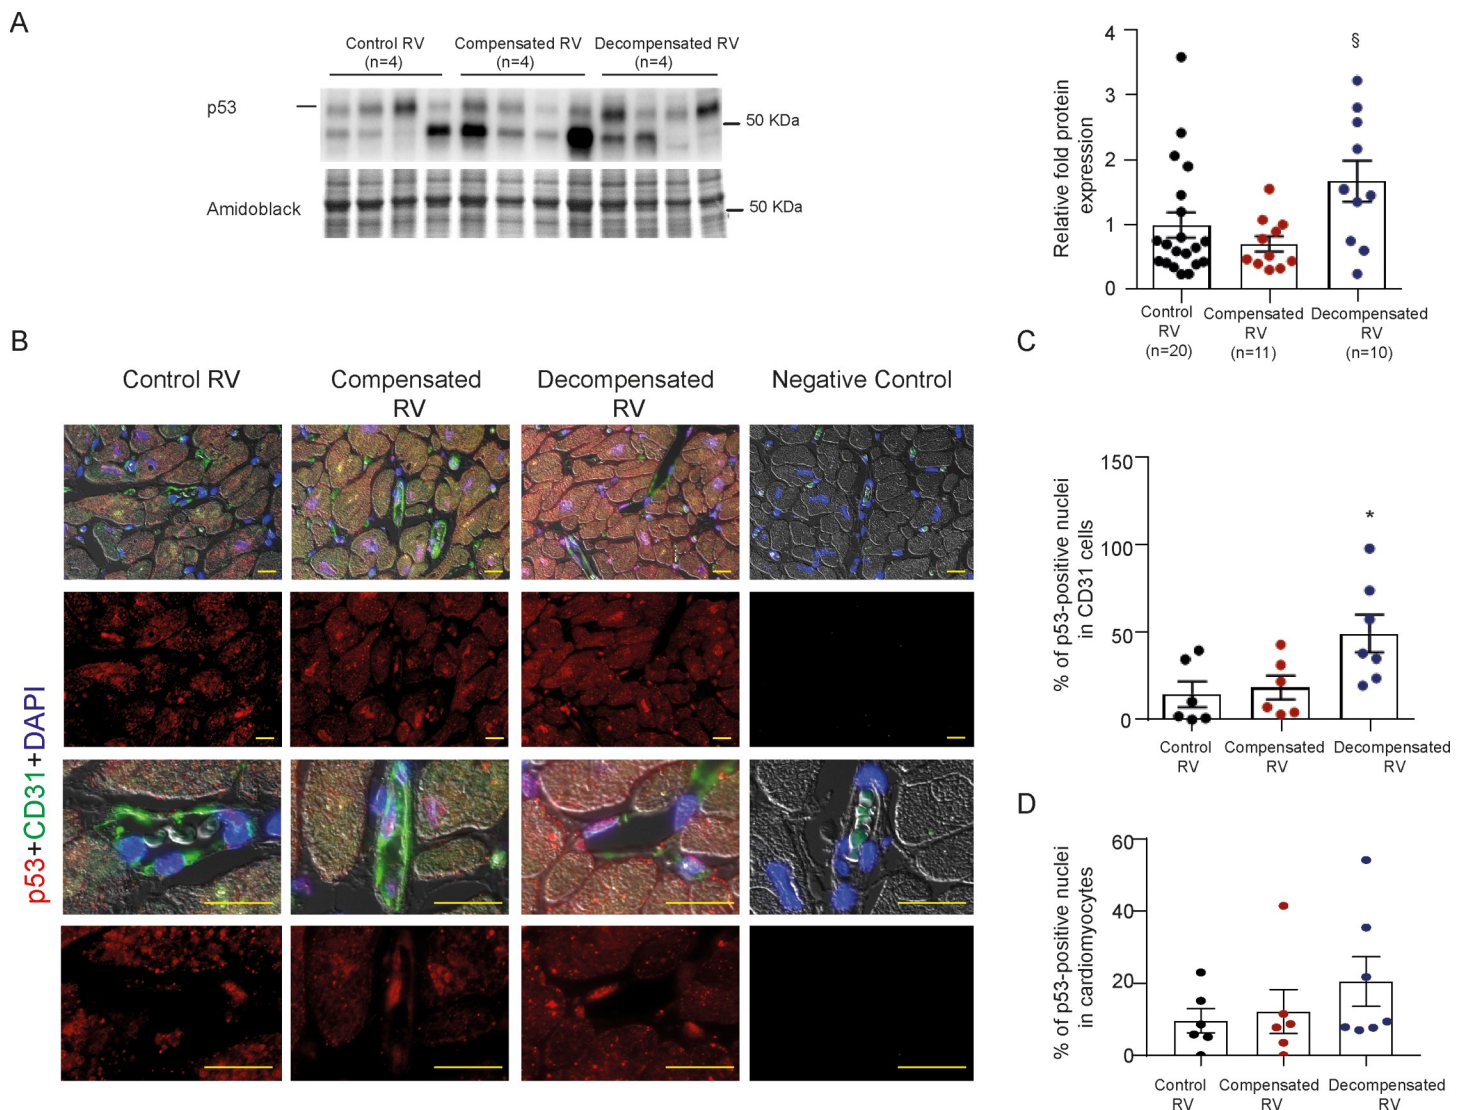 A
Control RV
(n=4)
Compensated RV
(n=4)
Decompensated RV
(n=4)
p53
50 KDa
Amidoblack
50 KDa
Relative fold protein
expression
4
3
2
1
0
§
Control
RV
(n=20)
Compensated
RV
(n=11)
Decompensated
RV
(n=10)
B
Control RV
Compensated
RV
Decompensated
RV
Negative Control
p53+CD31+DAPI
C
% of p53-positive nuclei
in CD31 cells
150
100
50
0
*
Control
RV
Compensated
RV
Decompensated
RV
D
% of p53-positive nuclei
in cardiomyocytes
60
40
20
0
Control
RV
Compensated
RV
Decompensated
RV